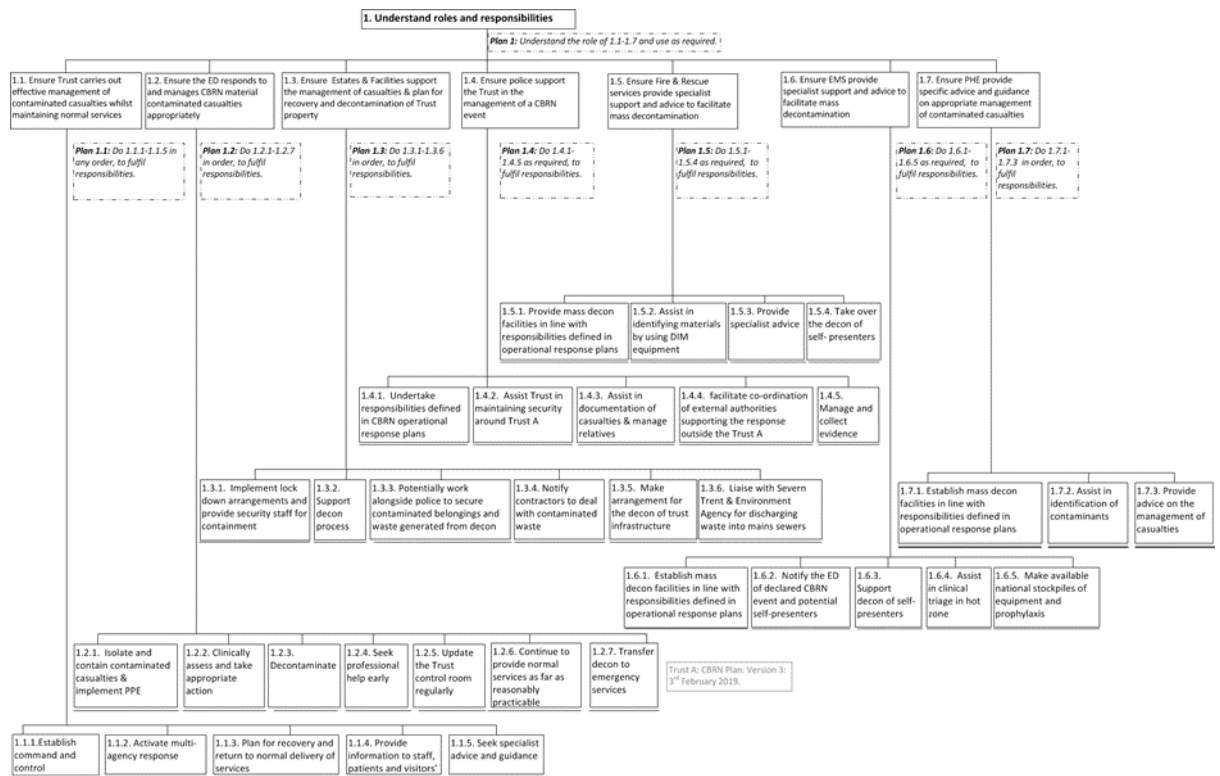 1. Understand roles and responsibilities
Plan 1: Understand the role of 1.1-1.7 and use as required.
1.1. Ensure Trust carries out
effective management of
contaminated casualties whilst
maintaining normal services
1.2. Ensure the ED responds to
and manages CBRN material
contaminated casualties
appropriately
1.3. Ensure Estates & Facilities support
the management of casualties & plan for
recovery and decontamination of Trust
property
1.4. Ensure police support
the Trust in the
management of a CBRN
event
1.5. Ensure Fire & Rescue
services provide specialist
support and advice to facilitate
mass decontamination
1.6. Ensure EMS provide
specialist support and advice to
facilitate mass
decontamination
1.7. Ensure PHE provide
specific advice and guidance
on appropriate management
of contaminated casualties
Plan 1.1: Do 1.1.1-1.1.5 in
any order, to fulfil
responsibilities.
Plan 1.2: Do 1.2.1-1.2.7
in order, to fulfil
responsibilities.
Plan 1.3: Do 1.3.1-1.3.6
in order, to fulfil
responsibilities.
Plan 1.4: Do 1.4.1-
1.4.5 as required, to
fulfil responsibilities.
Plan 1.5: Do 1.5.1-
1.5.4 as required, to
fulfil responsibilities.
Plan 1.6: Do 1.6.1-
1.6.5 as required, to
fulfil responsibilities.
Plan 1.7: Do 1.7.1-
1.7.3 in order, to
fulfil
responsibilities.
1.5.1. Provide mass decon
facilities in line with
responsibilities defined in
operational response plans
1.5.2. Assist in
identifying materials
by using DIM
equipment
1.5.3. Provide
specialist advice
1.5.4. Take over
the decon of
self- presenters
1.4.1. Undertake
responsibilities defined
in CBRN operational
response plans
1.4.2. Assist Trust in
maintaining security
around Trust A
1.4.3. Assist in
documentation of
casualties & manage
relatives
1.4.4. facilitate co-ordination
of external authorities
supporting the response
outside the Trust A
1.4.5.
Manage and
collect
evidence
1.3.1. Implement lock
down arrangements and
provide security staff for
containment
1.3.2.
Support
decon
process
1.3.3. Potentially work
alongside police to secure
contaminated belongings and
waste generated from decon
1.3.4. Notify
contractors to deal
with contaminated
waste
1.3.5. Make
arrangement for
the decon of trust
infrastructure
1.3.6. Liaise with Severn
Trent & Environment
Agency for discharging
waste into mains sewers
1.7.1. Establish mass decon
facilities in line with
responsibilities defined in
operational response plans
1.7.2. Assist in
identification of
contaminants
1.7.3. Provide
advice on the
management of
casualties
1.6.1. Establish mass
decon facilities in line with
responsibilities defined in
operational response plans
1.6.2. Notify the ED
of declared CBRN
event and potential
self-presenters
1.6.3.
Support
decon of self-
presenters
1.6.4. Assist
in clinical
triage in hot
zone
1.6.5. Make available
national stockpiles of
equipment and
prophylaxis
1.2.1. Isolate and
contain contaminated
casualties &
implement PPE
1.2.2. Clinically
assess and take
appropriate
action
1.2.3.
Decontaminate
1.2.4. Seek
professional
help early
1.2.5. Update
the Trust
control room
regularly
1.2.6. Continue to
provide normal
services as far as
reasonably
practicable
1.2.7. Transfer
decon to
emergency
services
Trust A: CBRN Plan: Version 3:
3rd February 2019.
1.1.1.Establish
command and
control
1.1.2. Activate multi-
agency response
1.1.3. Plan for recovery and
return to normal delivery of
services
1.1.4. Provide
information to staff,
patients and visitors'
1.1.5. Seek specialist
advice and guidance